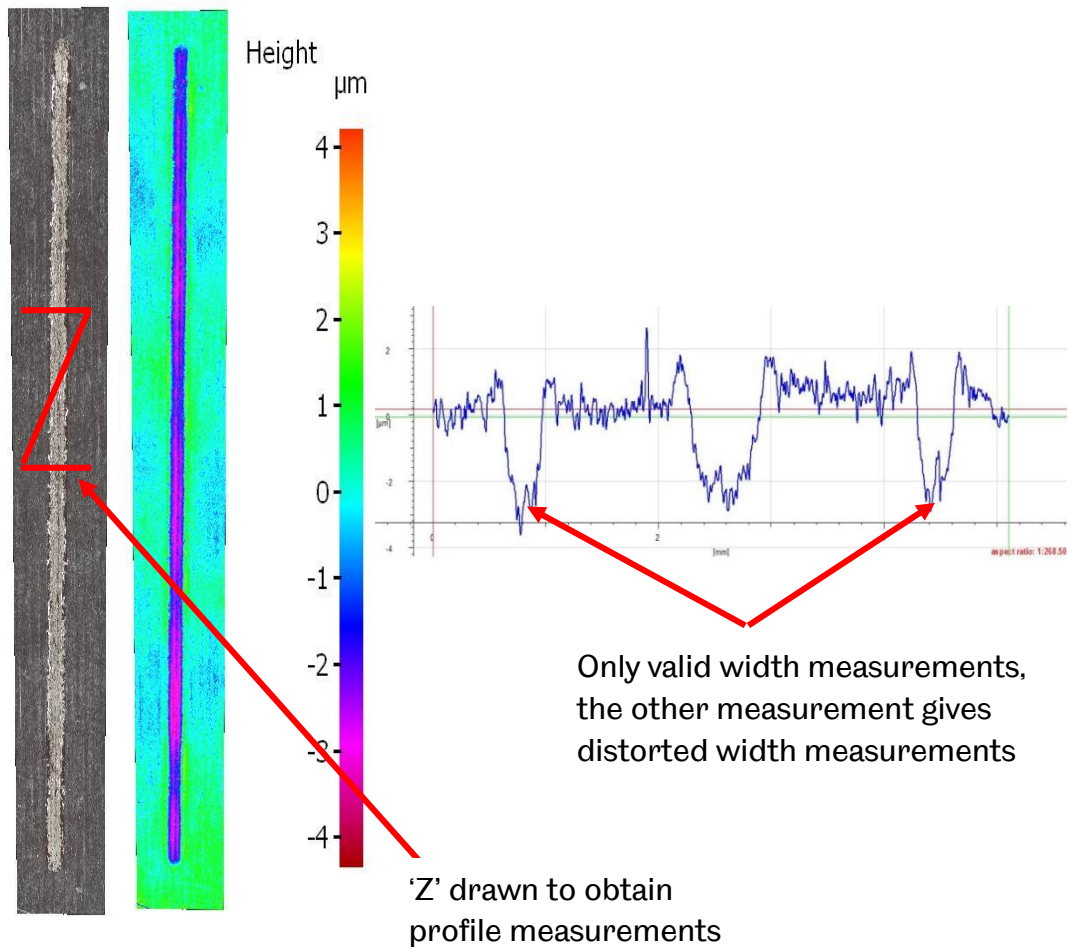 Height
µm
4
3
2
1
0
-1
-2
-3
-4
2
0
[µm]
-2
-4
0
2
[mm]
aspect ratio: 1:268.50
Only valid width measurements,
the other measurement gives
distorted width measurements
‘Z’ drawn to obtain
profile measurements